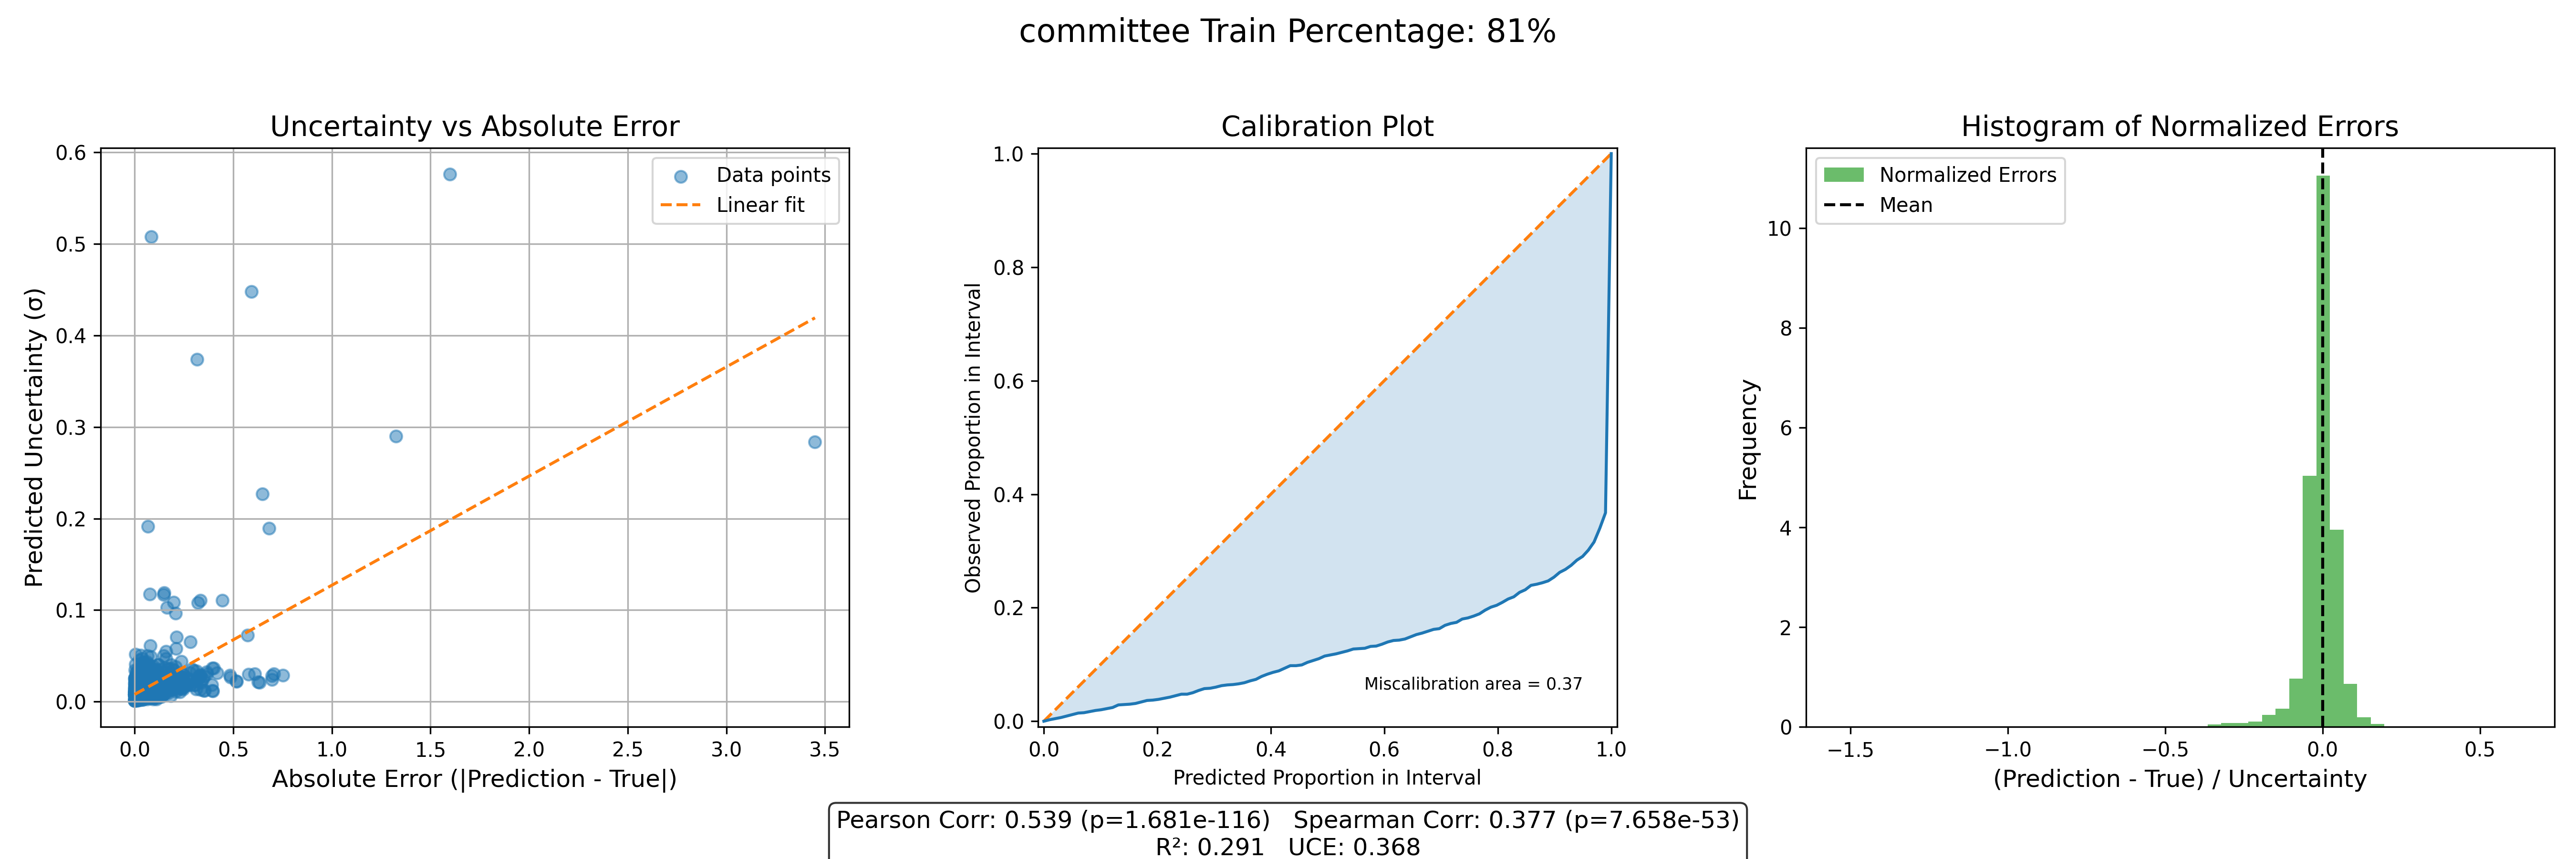 committee Train Percentage: 81%
Uncertainty vs Absolute Error
Predicted Uncertainty (σ)
0.6
0.5
0.4
0.3
0.2
0.1
0.0
Data points
Linear fit
0.0 0.5 1.0 1.5 2.0 2.5 3.0 3.5
Absolute Error (|Prediction - True|)
Calibration Plot
Observed Proportion in Interval
1.0
0.8
0.6
0.4
0.2
0.0
Miscalibration area = 0.37
0.0 0.2 0.4 0.6 0.8 1.0
Predicted Proportion in Interval
Histogram of Normalized Errors
Frequency
10
8
6
4
2
0
Normalized Errors
Mean
−1.5 −1.0 −0.5 0.0 0.5
(Prediction - True) / Uncertainty
Pearson Corr: 0.539 (p=1.681e-116) Spearman Corr: 0.377 (p=7.658e-53)
R²: 0.291 UCE: 0.368